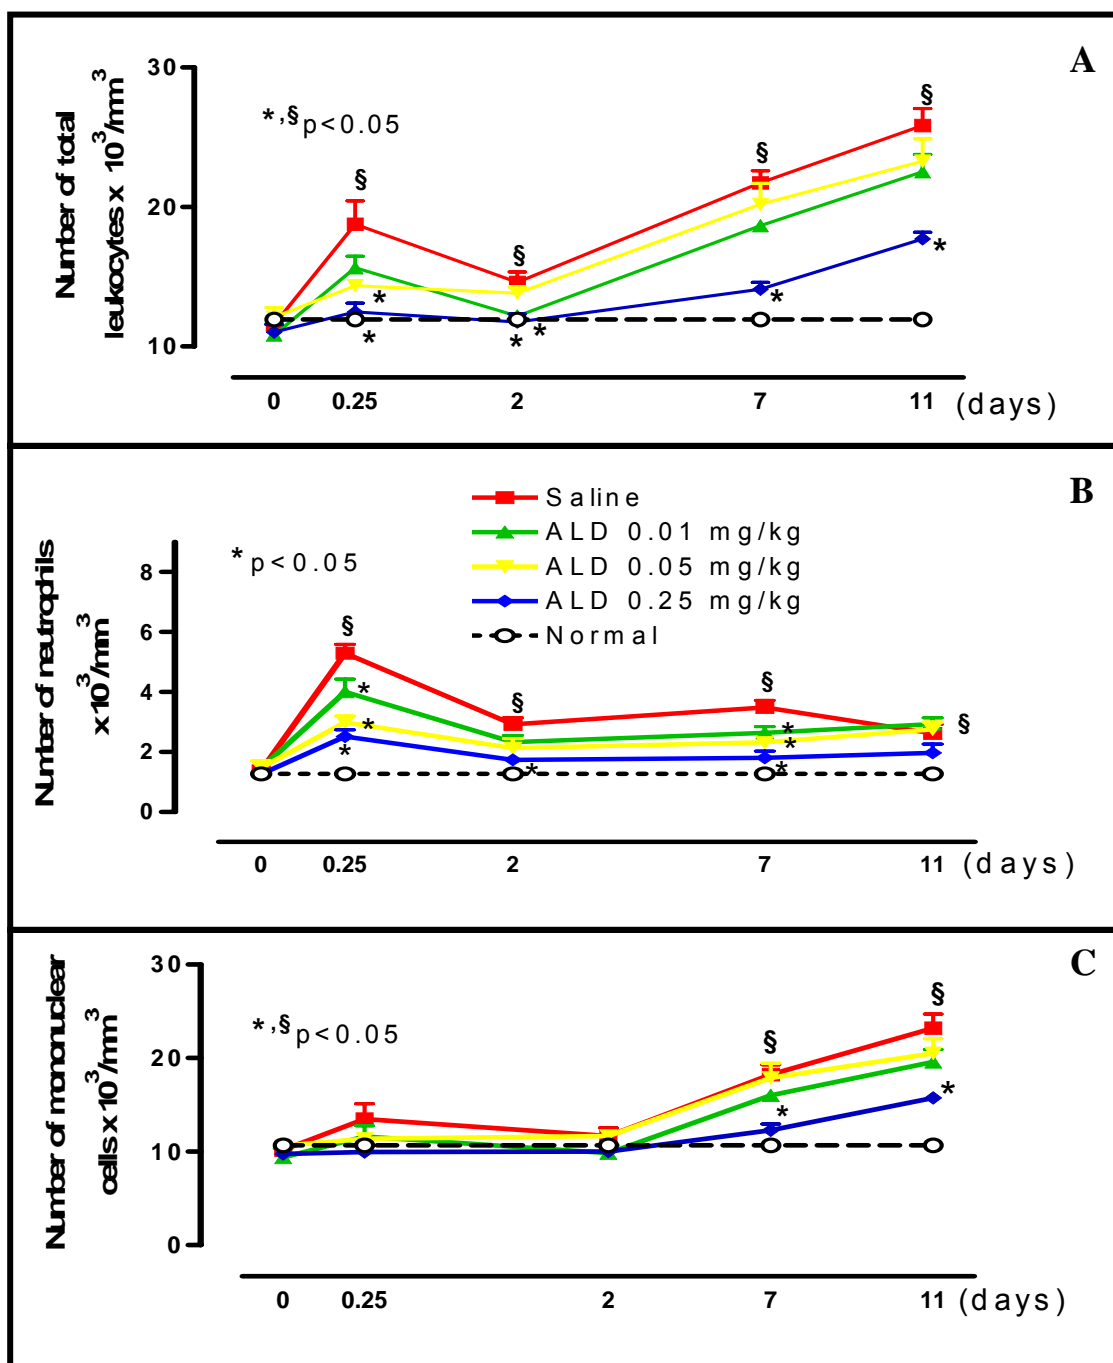 A
30
20
10
Number of total
leukocytes x 10³/mm³
*,§ p<0.05
§
§
§
§
*
*
*
*
*
*
0 0.25 2 7 11 (days)
B
Saline
ALD 0.01 mg/kg
ALD 0.05 mg/kg
ALD 0.25 mg/kg
Normal
8
6
4
2
0
Number of neutrophils
x10³/mm³
* p<0.05
§
§
§
§
*
*
*
*
*
*
*
0 0.25 2 7 11 (days)
C
30
20
10
0
Number of mononuclear
cells x 10³/mm³
*,§ p<0.05
§
§
*
*
0 0.25 2 7 11 (days)